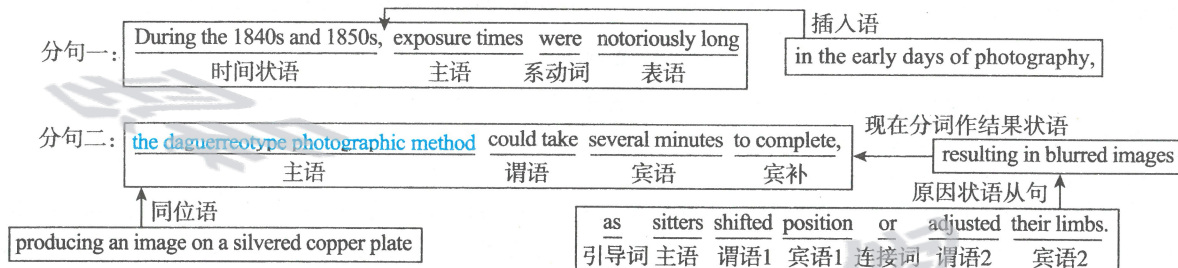 插入语
分句一： During the 1840s and 1850s, exposure times were notoriously long
时间状语 主语 系动词 表语
in the early days of photography,
分句二： the daguerreotype photographic method could take several minutes to complete,
主语 谓语 宾语 宾补
现在分词作结果状语
resulting in blurred images
原因状语从句
同位语
producing an image on a silvered copper plate
as sitters shifted position or adjusted their limbs.
引导词 主语 谓语1 宾语1 连接词 谓语2 宾语2